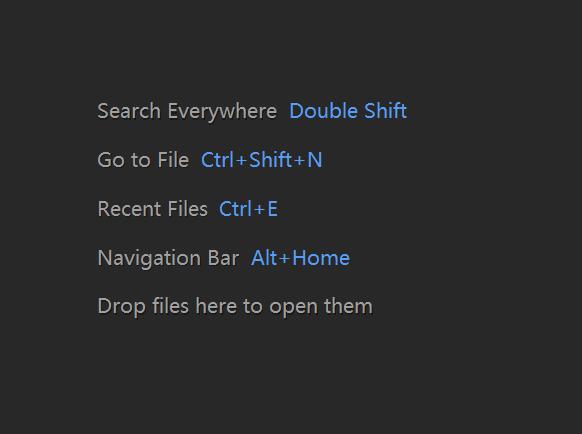 Search Everywhere Double Shift
Go to File Ctrl+Shift+N
Recent Files Ctrl+E
Navigation Bar Alt+Home
Drop files here to open them